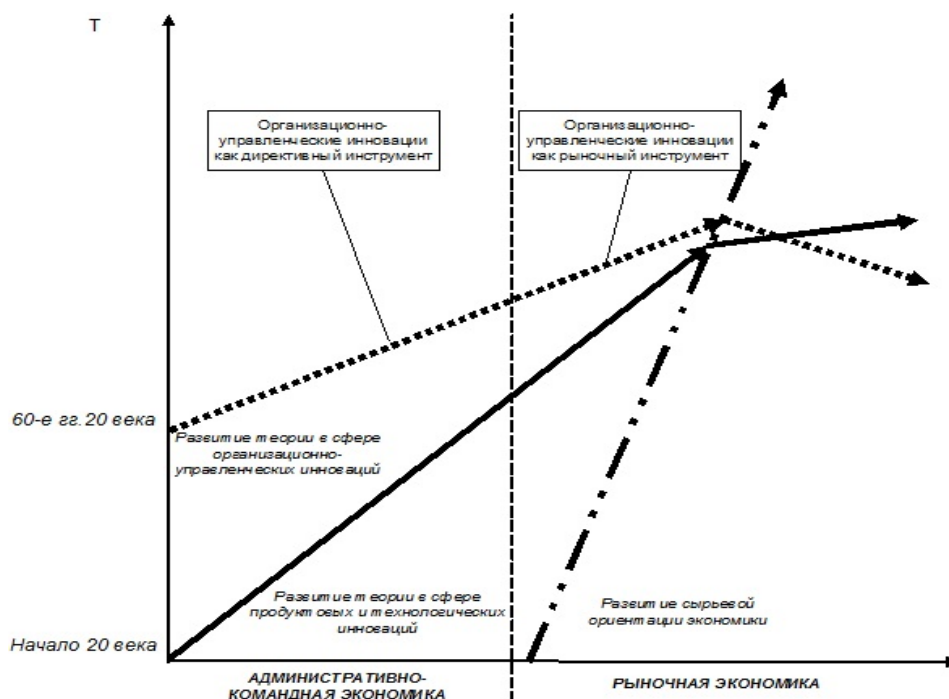 Т
Организационно-
управленческие инновации
как директивный инструмент
Организационно-
управленческие инновации
как рыночный инструмент
60-е гг.20 века
Развитие теории в сфере
организационно-
управленческих инноваций
Развитие теории в сфере
продуктовых и технологических
инноваций
Развитие сырьевой
ориентации экономики
Начало 20 века
АДМИНИСТРАТИВНО-
КОМАНДНАЯ ЭКОНОМИКА
РЫНОЧНАЯ ЭКОНОМИКА